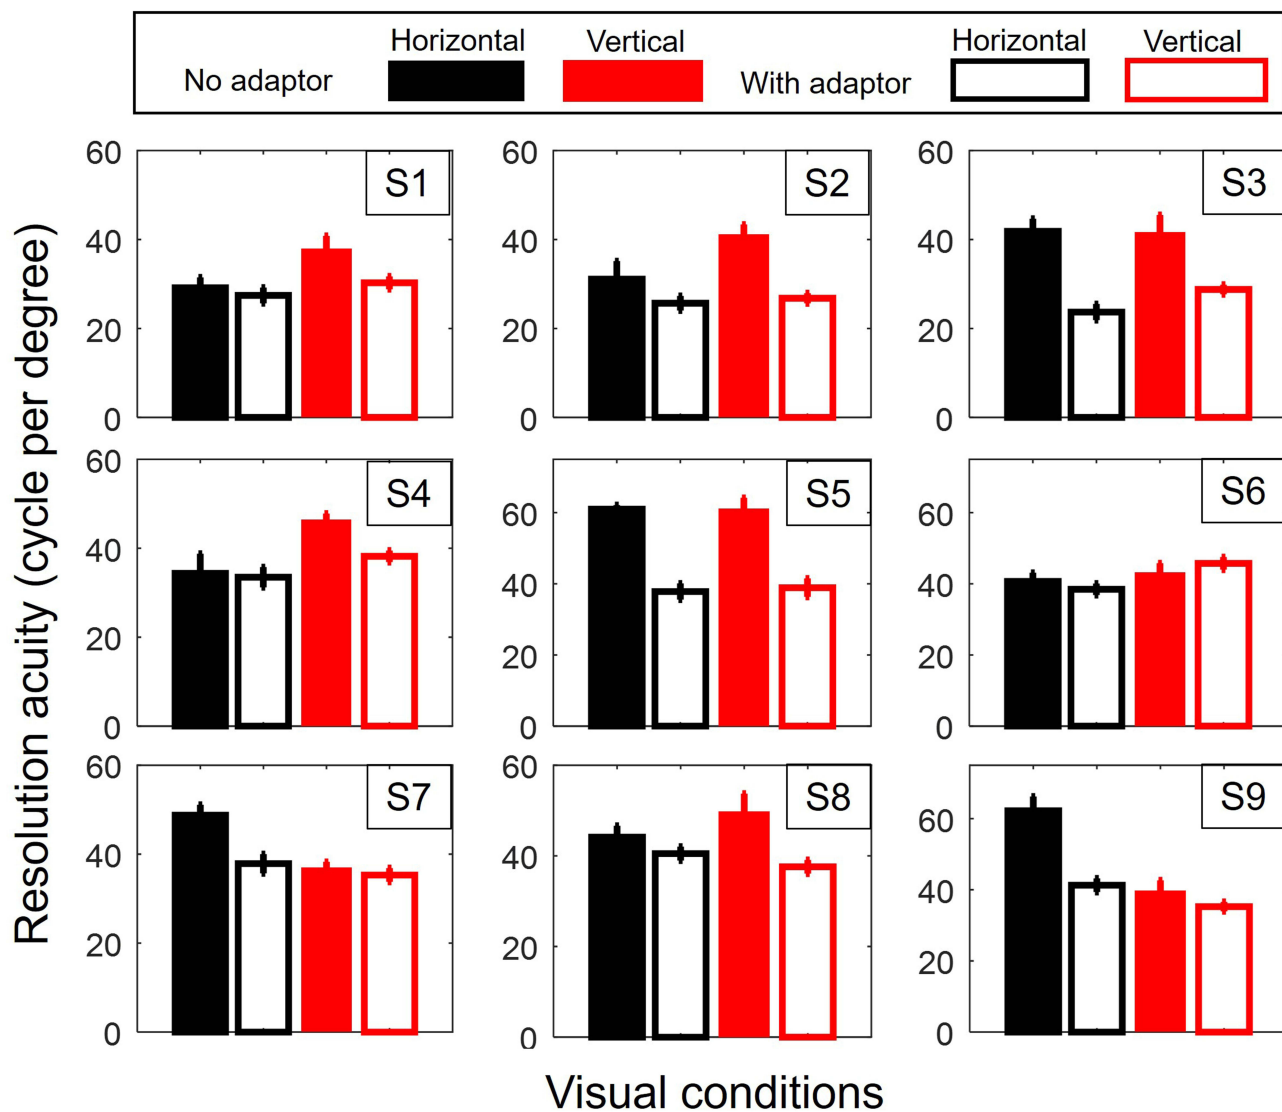 Horizontal Vertical Horizontal Vertical
No adaptor With adaptor
Resolution acuity (cycle per degree)
60 40 20 0 S1
60 40 20 0 S2
60 40 20 0 S3
60 40 20 0 S4
60 40 20 0 S5
60 40 20 0 S6
60 40 20 0 S7
60 40 20 0 S8
60 40 20 0 S9
Visual conditions